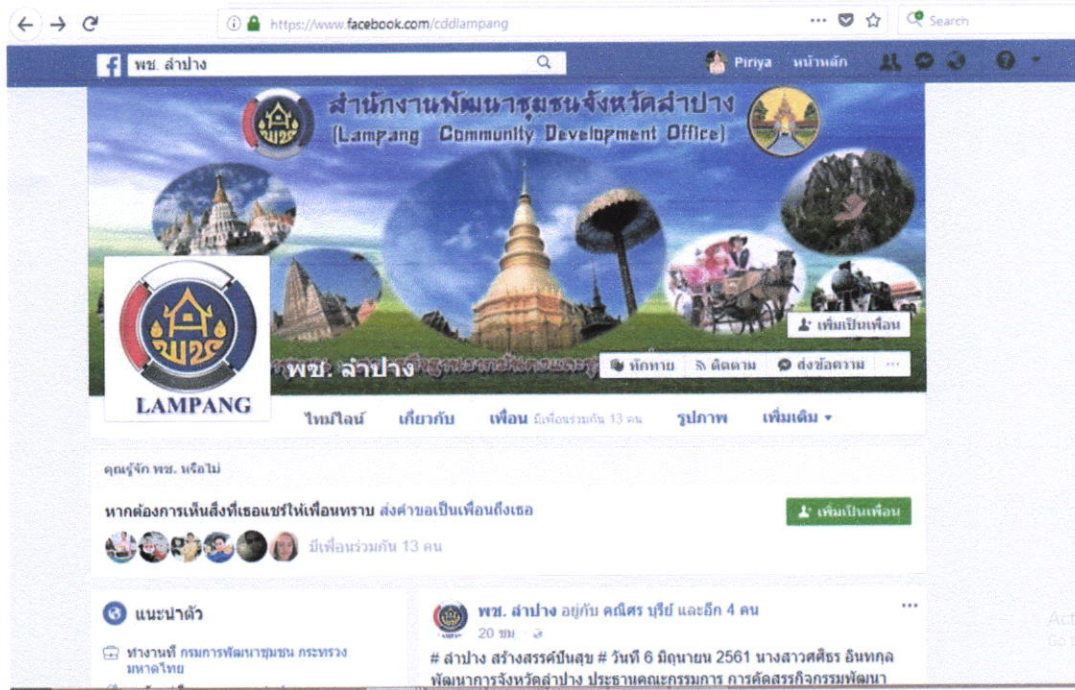 https://www.facebook.com/cddlampang
Search
พช. ลำปาง
Piriya หน้าหลัก
สำนักงานพัฒนาชุมชนจังหวัดลำปาง
(Lampang Community Development Office)
พช
LAMPANG
เพิ่มเป็นเพื่อน
พช. ลำปาง
ทักทาย ติดตาม ส่งข้อความ ...
ไทม์ไลน์ เกี่ยวกับ เพื่อน มีเพื่อนร่วมกัน 13 คน รูปภาพ เพิ่มเติม
คุณรู้จัก พช. หรือไม่
หากต้องการเห็นสิ่งที่เธอแชร์ให้เพื่อนทราบ ส่งคำขอเป็นเพื่อนถึงเธอ
เพิ่มเป็นเพื่อน
มีเพื่อนร่วมกัน 13 คน
แนะนำตัว
ทำงานที่ กรมการพัฒนาชุมชน กระทรวง
มหาดไทย
พช. ลำปาง อยู่กับ คณิศร บุรีย์ และอีก 4 คน
20 ชม.
# ลำปาง สร้างสรรค์ปันสุข # วันที่ 6 มิถุนายน 2561 นางสาวศศิธร อินทกุล
พัฒนาการจังหวัดลำปาง ประธานคณะกรรมการ การคัดสรรกิจกรรมพัฒนา